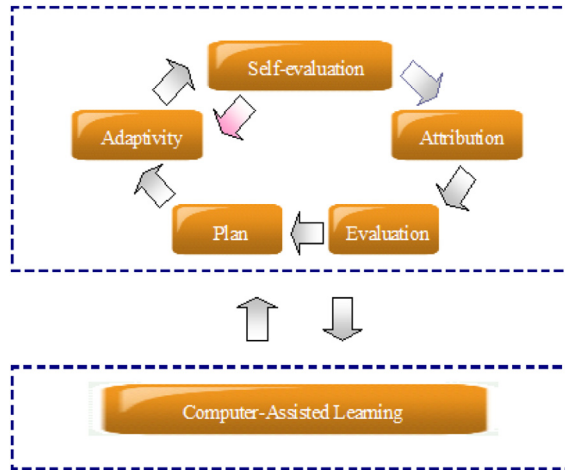 Self-evaluation
Adaptivity
Attribution
Plan
Evaluation
Computer-Assisted Learning